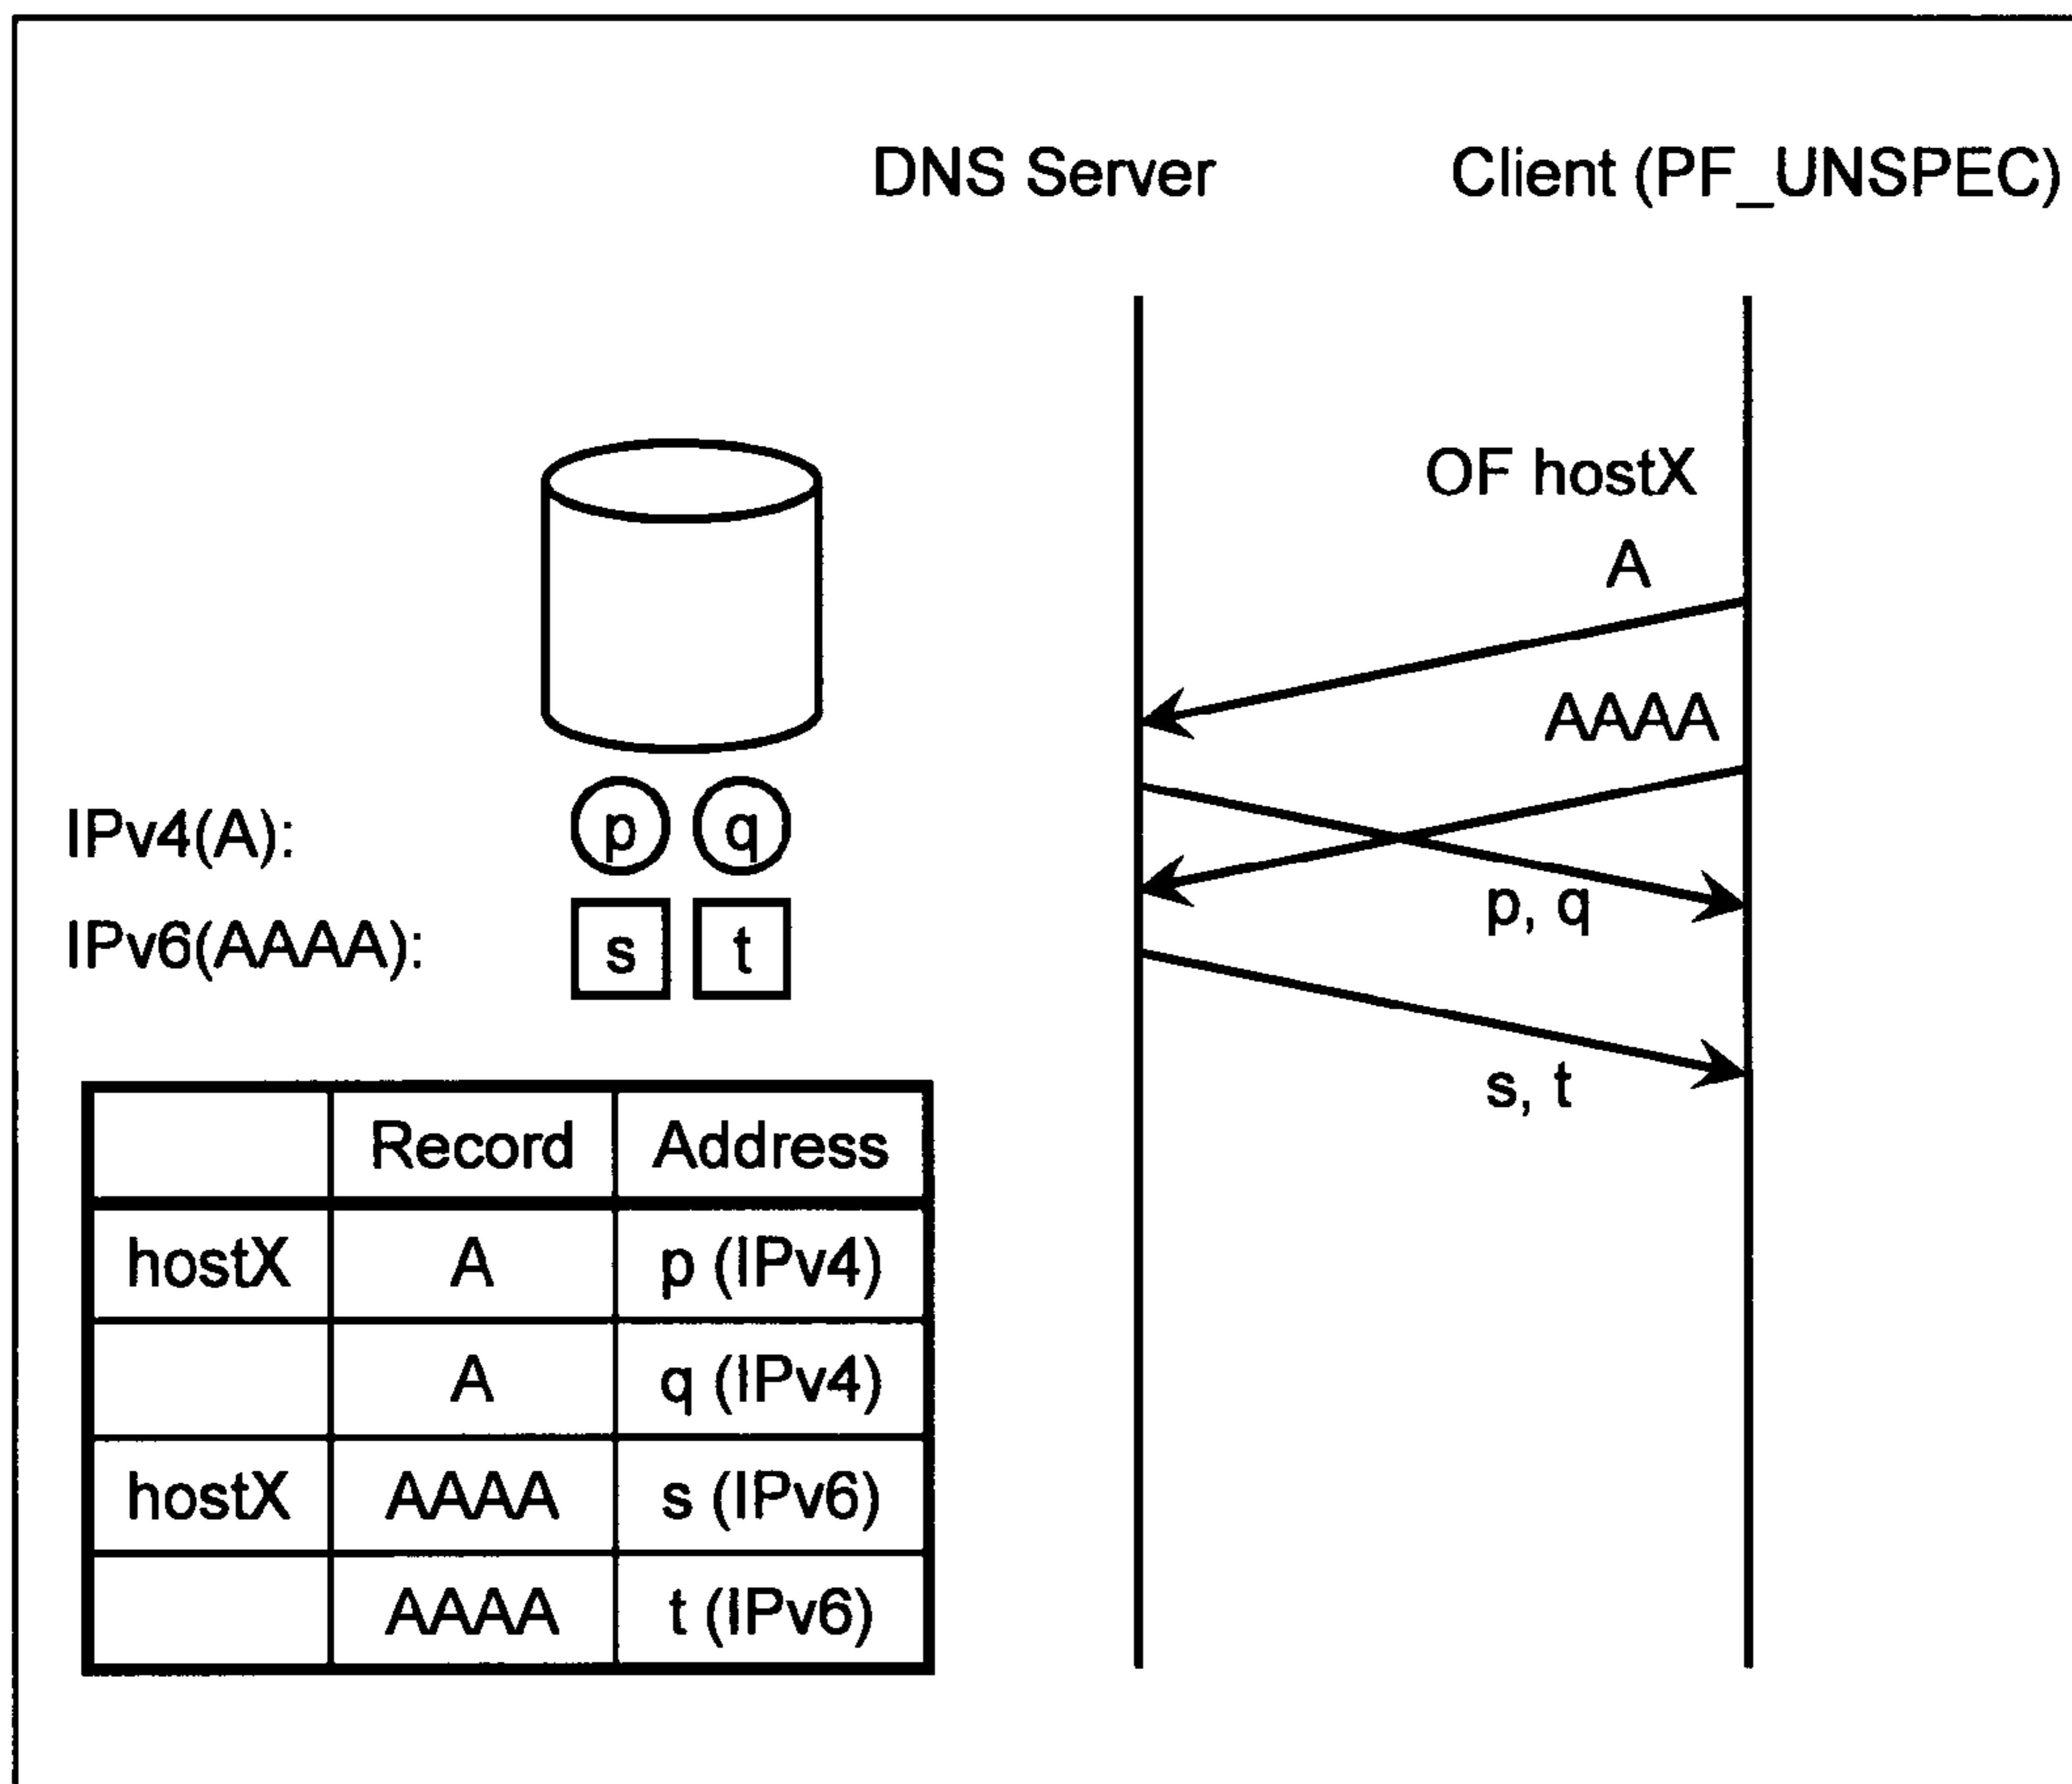 DNS Server
Client (PF_UNSPEC)
OF hostX
A
AAAA
p, q
s, t
IPv4(A):
p q
IPv6(AAAA):
s t
Record Address
hostX A p (IPv4)
A q (IPv4)
hostX AAAA s (IPv6)
AAAA t (IPv6)